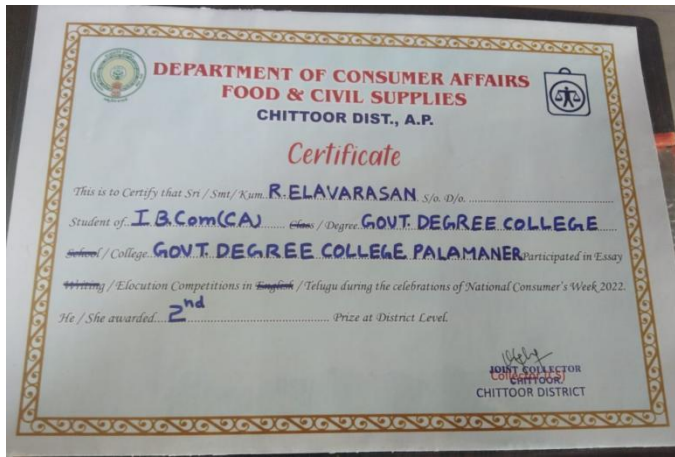 DEPARTMENT OF CONSUMER AFFAIRS
FOOD & CIVIL SUPPLIES
CHITTOOR DIST., A.P.
Certificate
This is to Certify that Sri / Smt / Kum. R. ELAVARASAN S/o. D/o. ....................
Student of I B.Com(CA) Class / Degree GOVT. DEGREE COLLEGE
School / College. GOVT. DEGREE COLLEGE PALAMANER Participated in Essay
Writing / Elocution Competitions in English / Telugu during the celebrations of National Consumer's Week 2022.
He / She awarded.... 2nd .................... Prize at District Level.
JOINT COLLECTOR
CHITTOOR
CHITTOOR DISTRICT